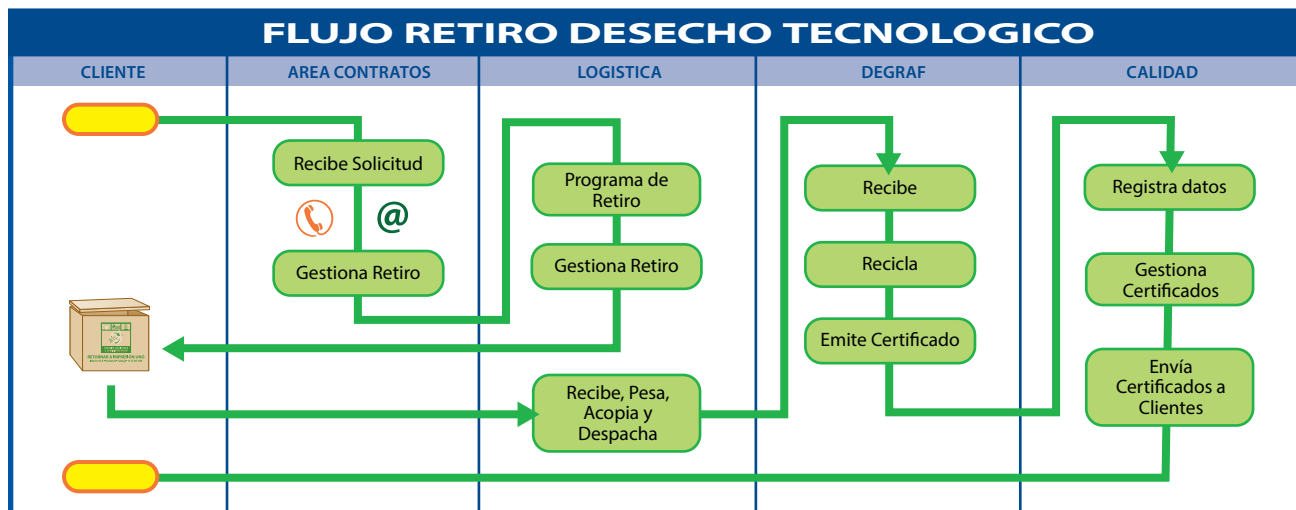 FLUJO RETIRO DESECHO TECNOLOGICO
CLIENTE
AREA CONTRATOS
LOGISTICA
DEGRAF
CALIDAD
Recibe Solicitud
@
Gestiona Retiro
Programa de
Retiro
Gestiona Retiro
Recibe, Pesa,
Acopia y
Despacha
Recibe
Recicla
Emite Certificado
Registra datos
Gestiona
Certificados
Envía
Certificados a
Clientes